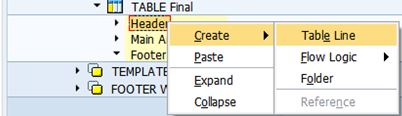 TABLE Final
Header
Create
Table Line
Main A
Paste
Flow Logic
Footer
Folder
TEMPLATE
Expand
FOOTER W
Collapse
Reference